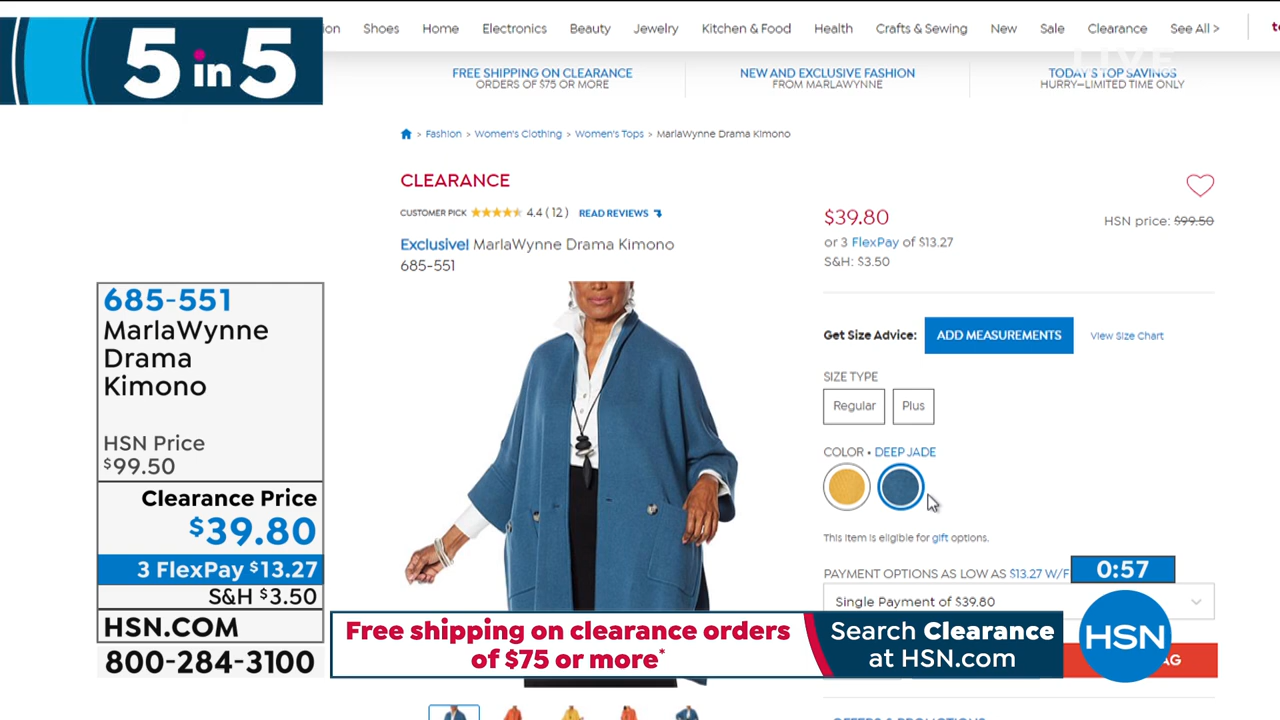 5 in 5
Shoes Home Electronics Beauty Jewelry Kitchen & Food Health Crafts & Sewing New Sale Clearance See All >
LIVE
FREE SHIPPING ON CLEARANCE
ORDERS OF $75 OR MORE
NEW AND EXCLUSIVE FASHION
FROM MARLAWYNNE
TODAY'S TOP SAVINGS
HURRY—LIMITED TIME ONLY
> Fashion > Women's Clothing > Women's Tops > MarlaWynne Drama Kimono
CLEARANCE
CUSTOMER PICK 4.4 ( 12 ) READ REVIEWS
Exclusive! MarlaWynne Drama Kimono
685-551
$39.80
HSN price: $99.50
or 3 FlexPay of $13.27
S&H: $3.50
Get Size Advice: ADD MEASUREMENTS View Size Chart
SIZE TYPE
Regular Plus
COLOR • DEEP JADE
This item is eligible for gift options.
PAYMENT OPTIONS AS LOW AS $13.27 W/F
0:57
Single Payment of $39.80
AG
685-551
MarlaWynne
Drama
Kimono
HSN Price
$99.50
Clearance Price
$39.80
3 FlexPay $13.27
S&H $3.50
HSN.COM
800-284-3100
Free shipping on clearance orders
of $75 or more*
Search Clearance
at HSN.com
HSN